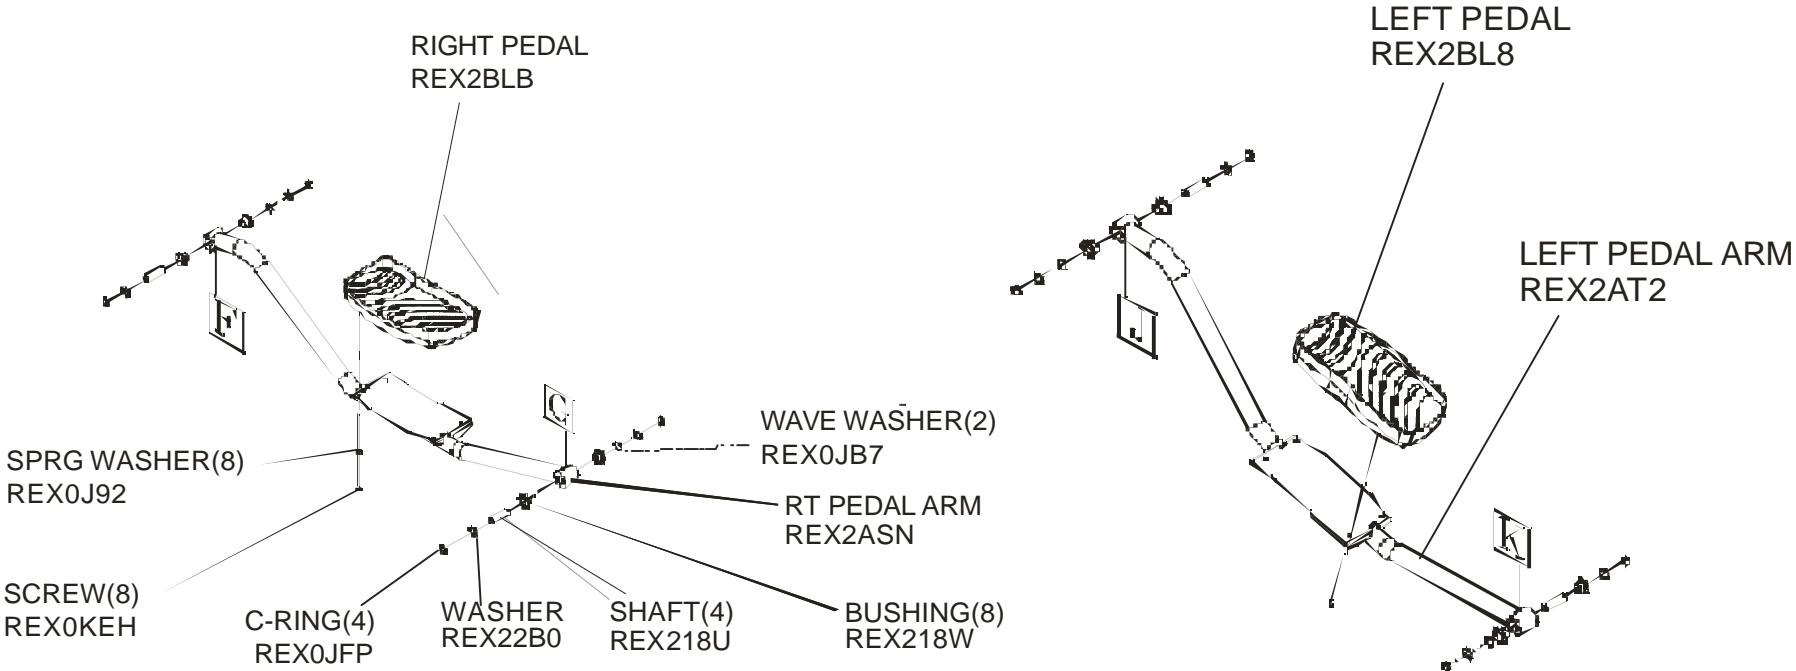 RIGHT PEDAL
REX2BLB
LEFT PEDAL
REX2BL8
LEFT PEDAL ARM
REX2AT2
WAVE WASHER(2)
REX0JB7
SPRG WASHER(8)
REX0J92
RT PEDAL ARM
REX2ASN
SCREW(8)
REX0KEH
C-RING(4)
REX0JFP
WASHER
REX22B0
SHAFT(4)
REX218U
BUSHING(8)
REX218W
K